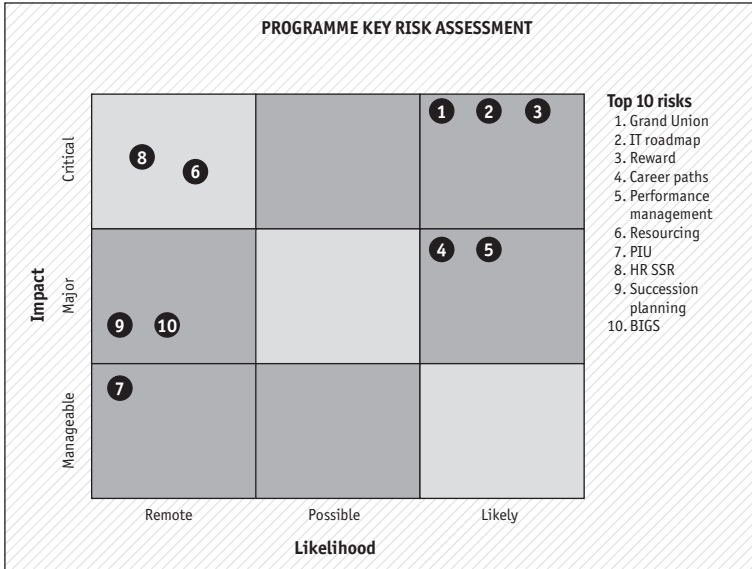 PROGRAMME KEY RISK ASSESSMENT
Impact
Critical
Major
Manageable
1
2
3
8
6
4
5
9
10
7
Remote
Possible
Likely
Likelihood
Top 10 risks
1. Grand Union
2. IT roadmap
3. Reward
4. Career paths
5. Performance
management
6. Resourcing
7. PIU
8. HR SSR
9. Succession
planning
10. BIGS